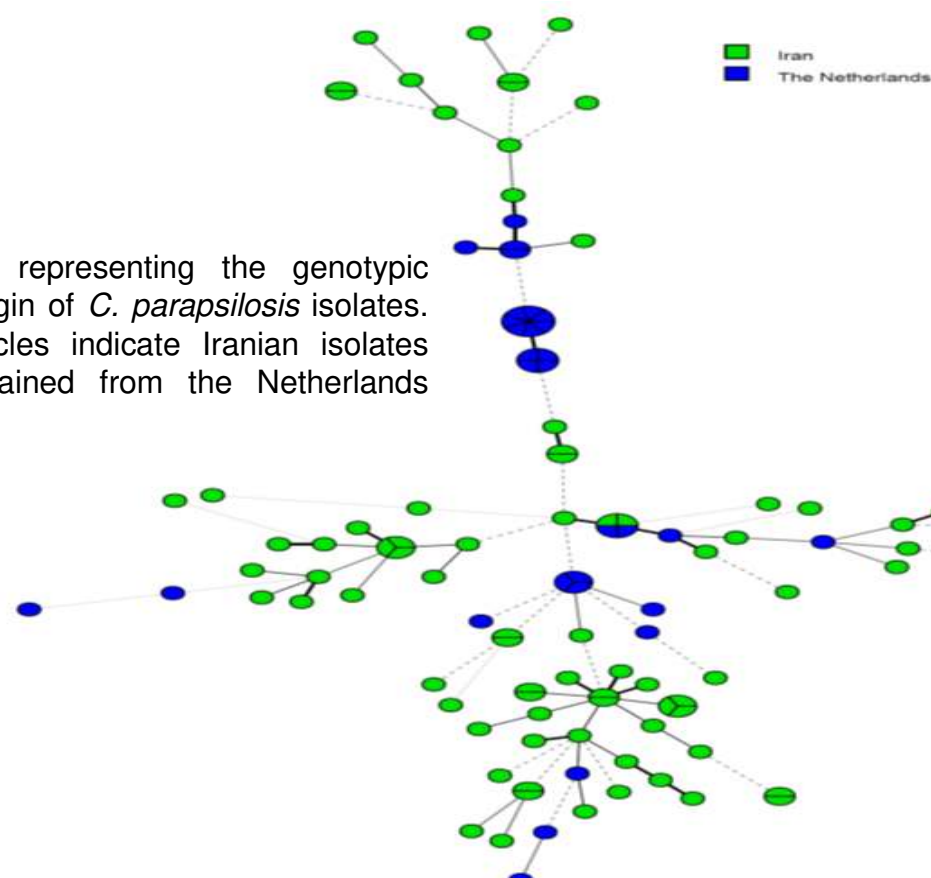 representing the genotypic
gin of C. parapsilosis isolates.
cles indicate Iranian isolates
ained from the Netherlands
Iran
The Netherlands